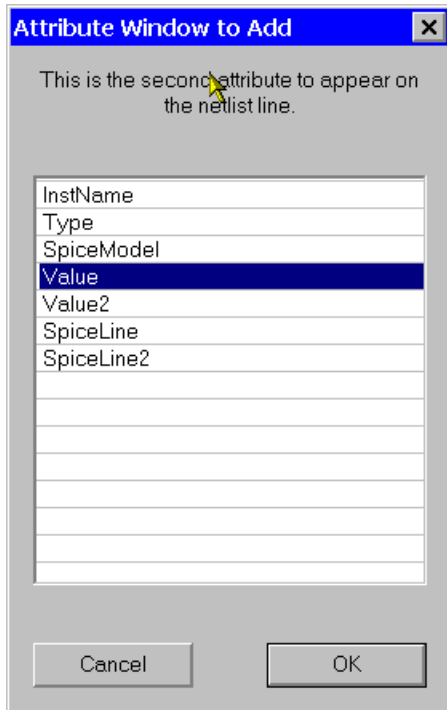 Attribute Window to Add
This is the second attribute to appear on
the netlist line.
InstName
Type
SpiceModel
Value
Value2
SpiceLine
SpiceLine2
Cancel
OK